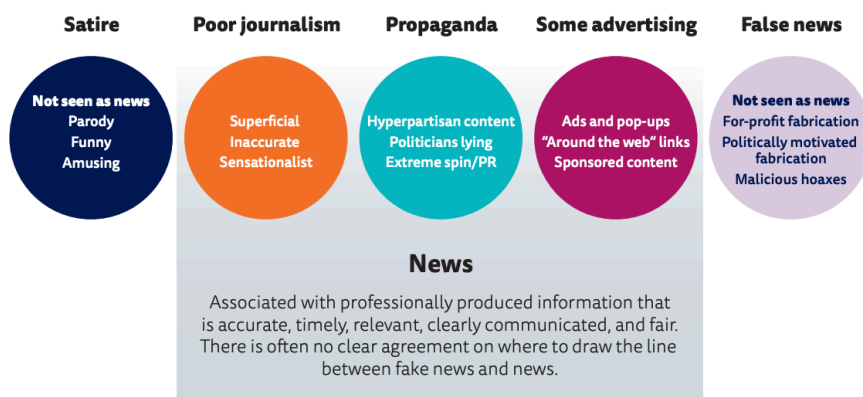 Satire
Poor journalism
Propaganda
Some advertising
False news
Not seen as news
Parody
Funny
Amusing
Superficial
Inaccurate
Sensationalist
Hyperpartisan content
Politicians lying
Extreme spin/PR
Ads and pop-ups
“Around the web” links
Sponsored content
Not seen as news
For-profit fabrication
Politically motivated
fabrication
Malicious hoaxes
News
Associated with professionally produced information that
is accurate, timely, relevant, clearly communicated, and fair.
There is often no clear agreement on where to draw the line
between fake news and news.